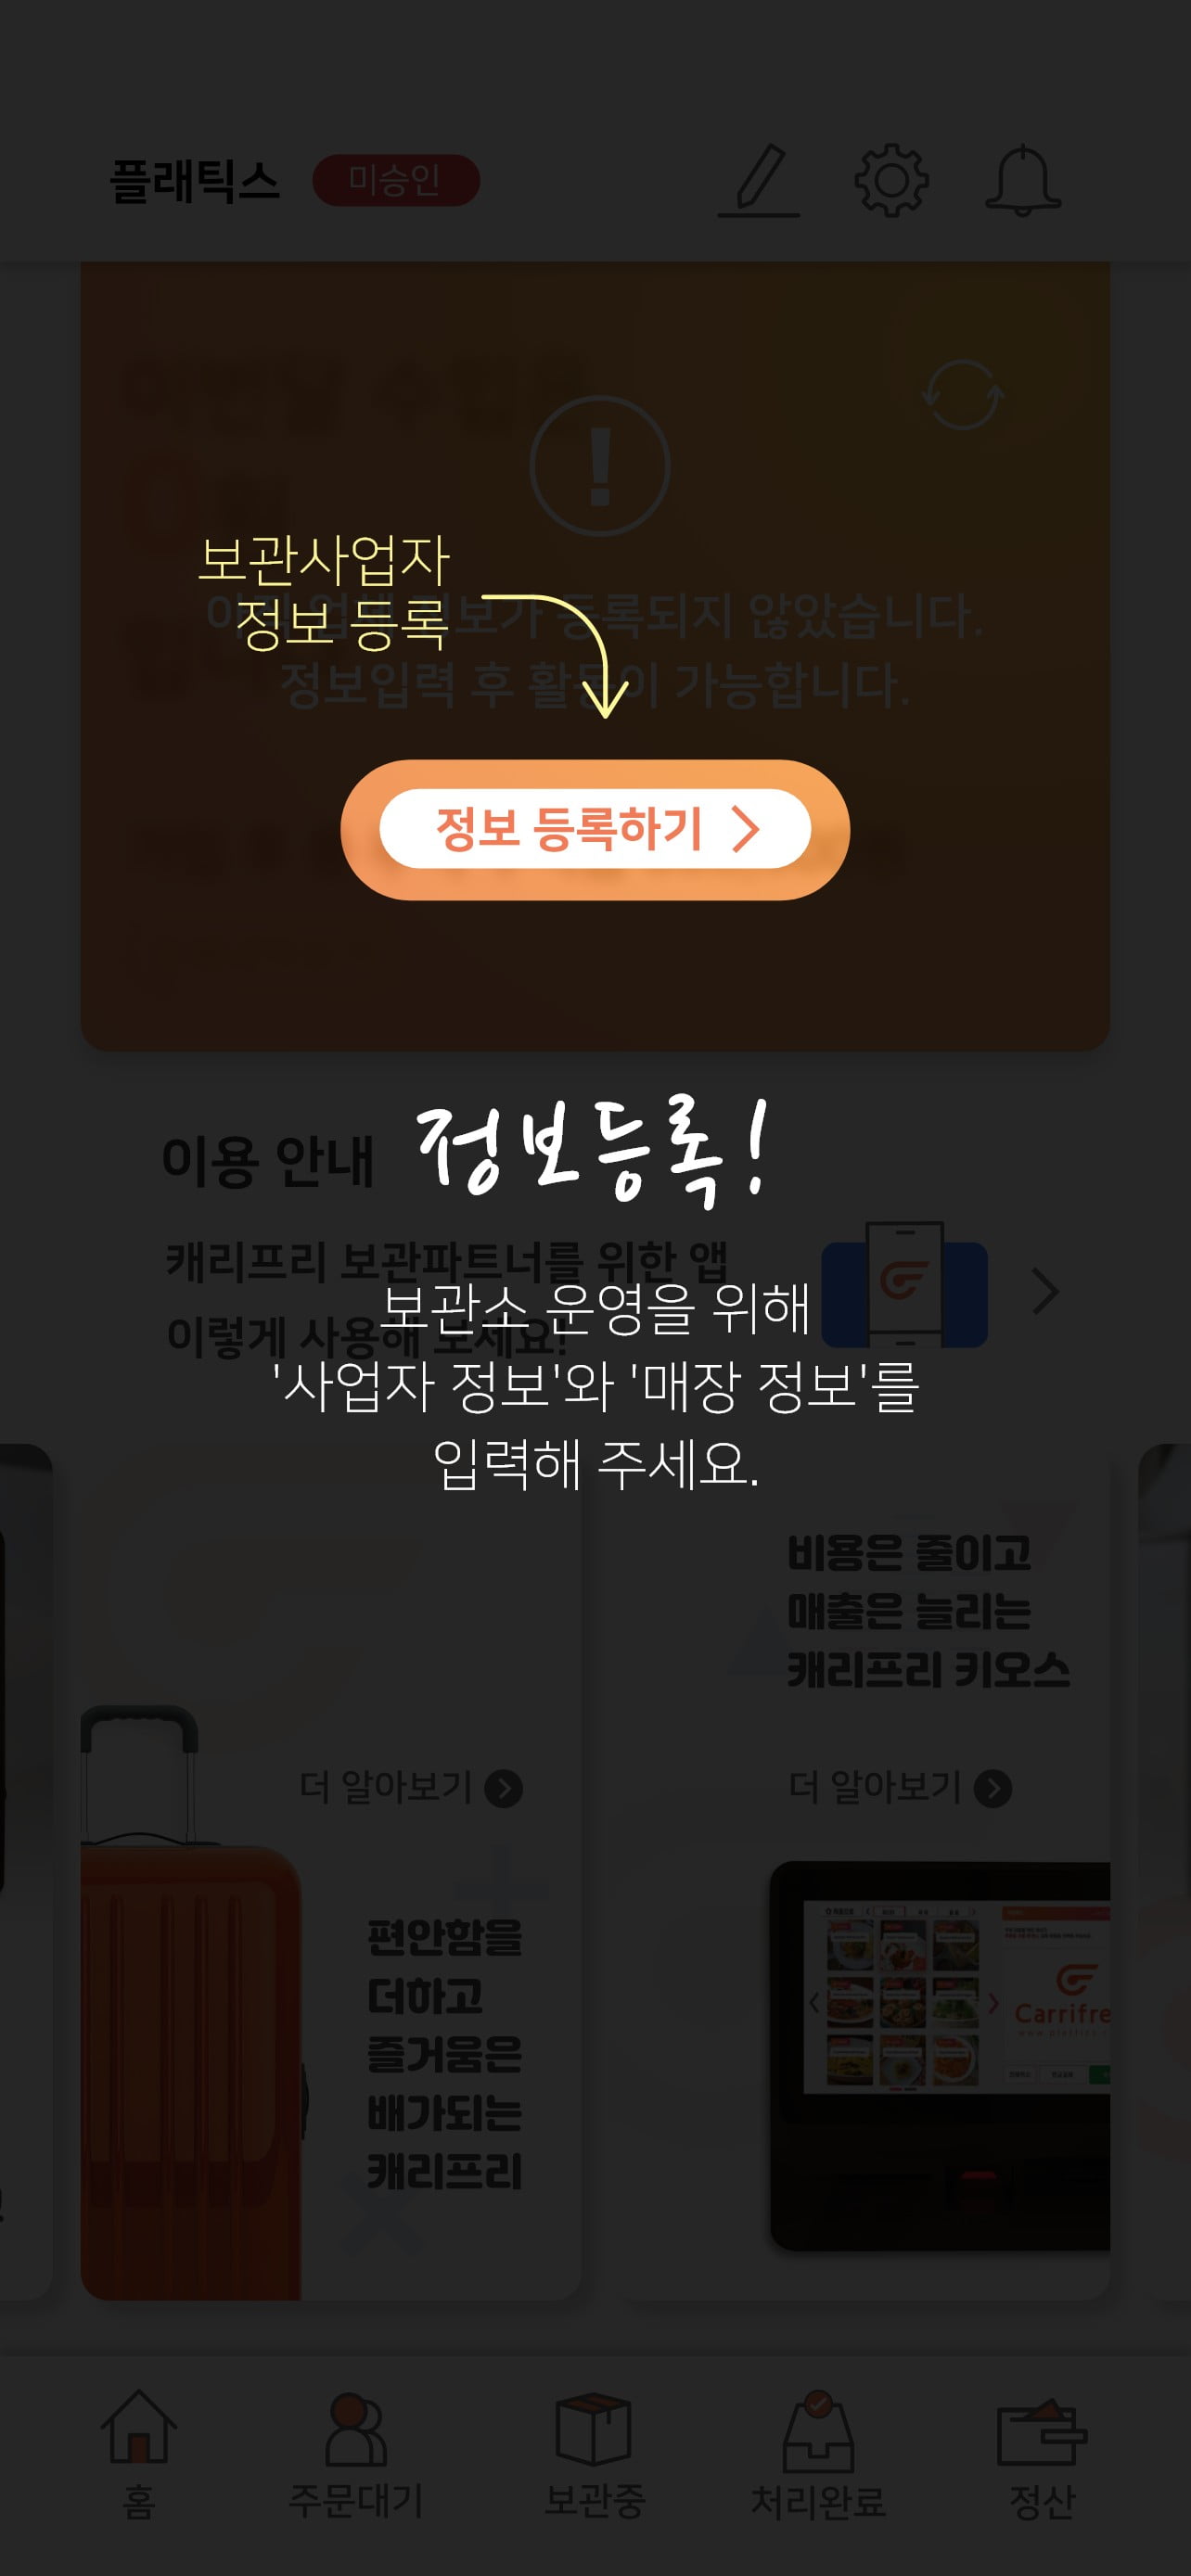 플래틱스
미승인
보관사업자
정보 등록
보가 등록되지 않았습니다.
정보입력 후 활동이 가능합니다.
정보 등록하기
정보등록!
이용 안내
캐리프리 보관파트너를 위한 앱
이렇게 사용해 보세요!
보관소 운영을 위해
'사업자 정보'와 '매장 정보'를
입력해 주세요.
비용은 줄이고
매출은 늘리는
캐리프리 키오스
더 알아보기
더 알아보기
편안함을
더하고
즐거움은
배가되는
캐리프리
Carrifre
홈
주문대기
보관중
처리완료
정산